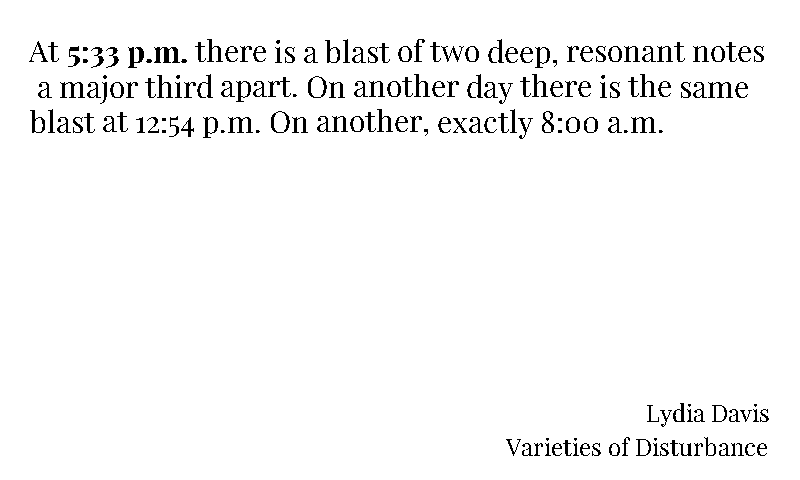 At 5:33 p.m. there is a blast of two deep, resonant notes
a major third apart. On another day there is the same
blast at 12:54 p.m. On another, exactly 8:00 a.m.
Lydia Davis
Varieties of Disturbance